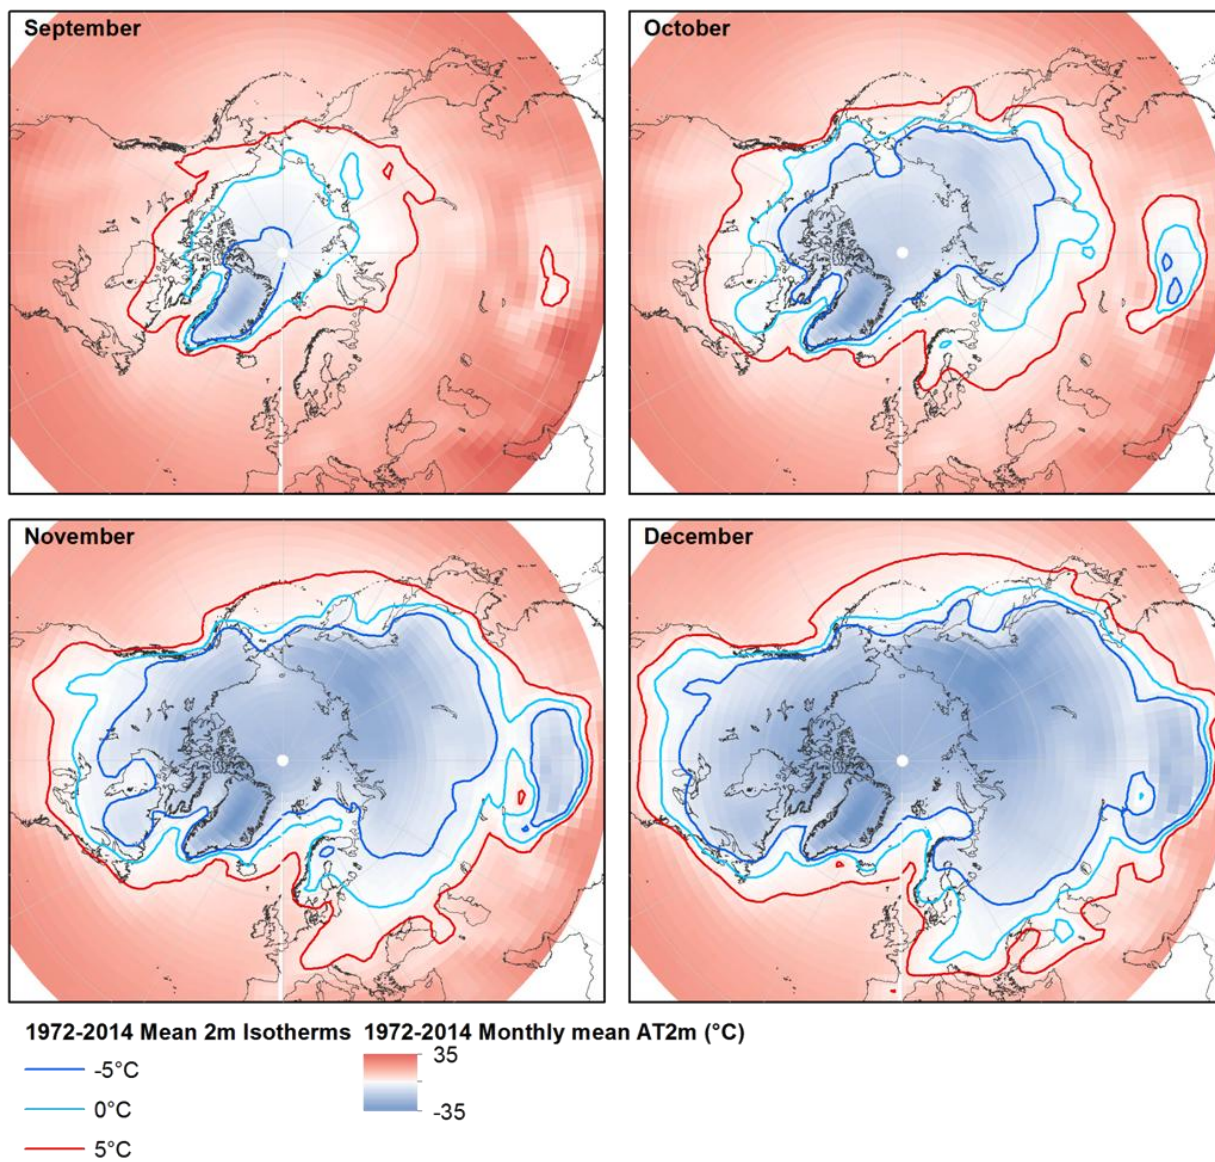 September
October
November
December
1972-2014 Mean 2m Isotherms
-5°C
0°C
5°C
1972-2014 Monthly mean AT2m (°C)
35
-35